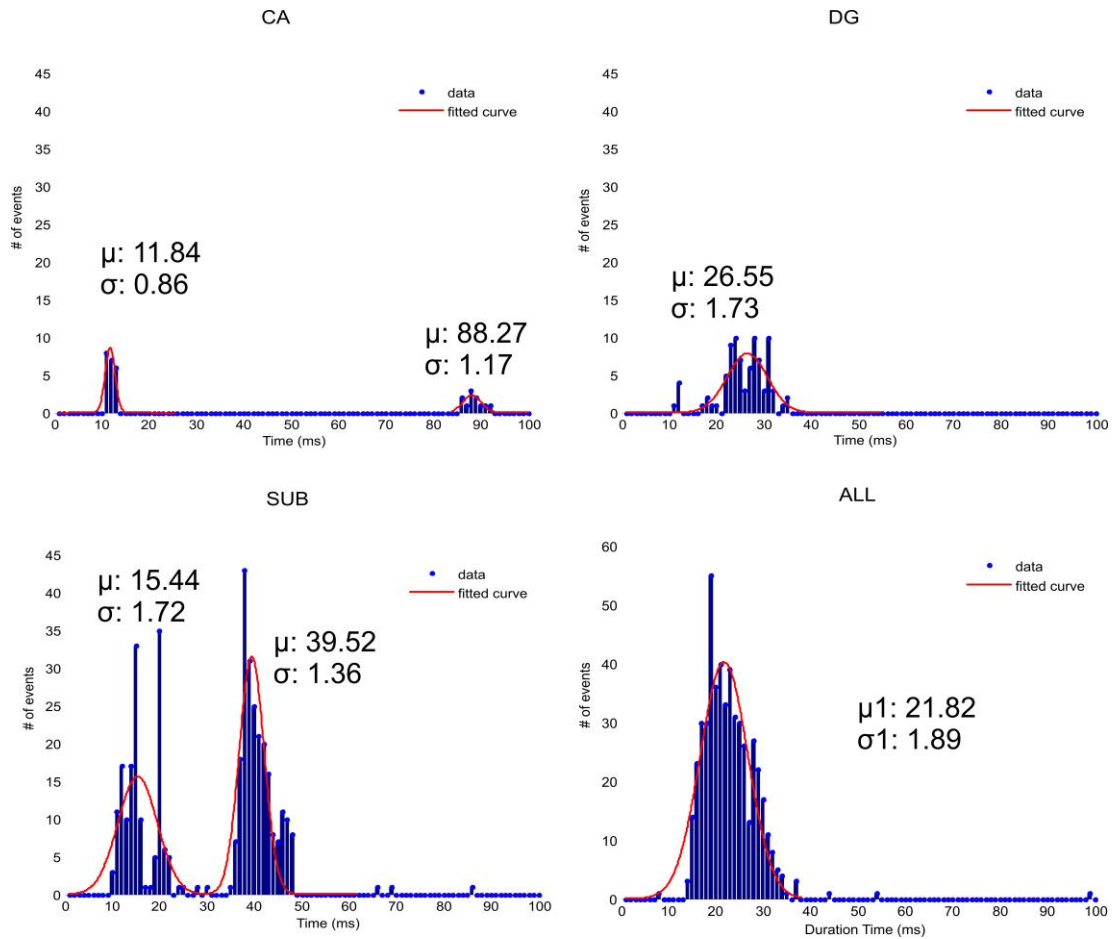 CA
45
40
35
30
25
20
15
10
5
0
# of events
data
fitted curve
μ: 11.84
σ: 0.86
μ: 88.27
σ: 1.17
0 10 20 30 40 50 60 70 80 90 100
Time (ms)
DG
45
40
35
30
25
20
15
10
5
0
# of events
data
fitted curve
μ: 26.55
σ: 1.73
0 10 20 30 40 50 60 70 80 90 100
Time (ms)
SUB
45
40
35
30
25
20
15
10
5
0
# of events
data
fitted curve
μ: 15.44
σ: 1.72
μ: 39.52
σ: 1.36
0 10 20 30 40 50 60 70 80 90 100
Time (ms)
ALL
60
50
40
30
20
10
0
# of events
data
fitted curve
μ1: 21.82
σ1: 1.89
0 10 20 30 40 50 60 70 80 90 100
Duration Time (ms)